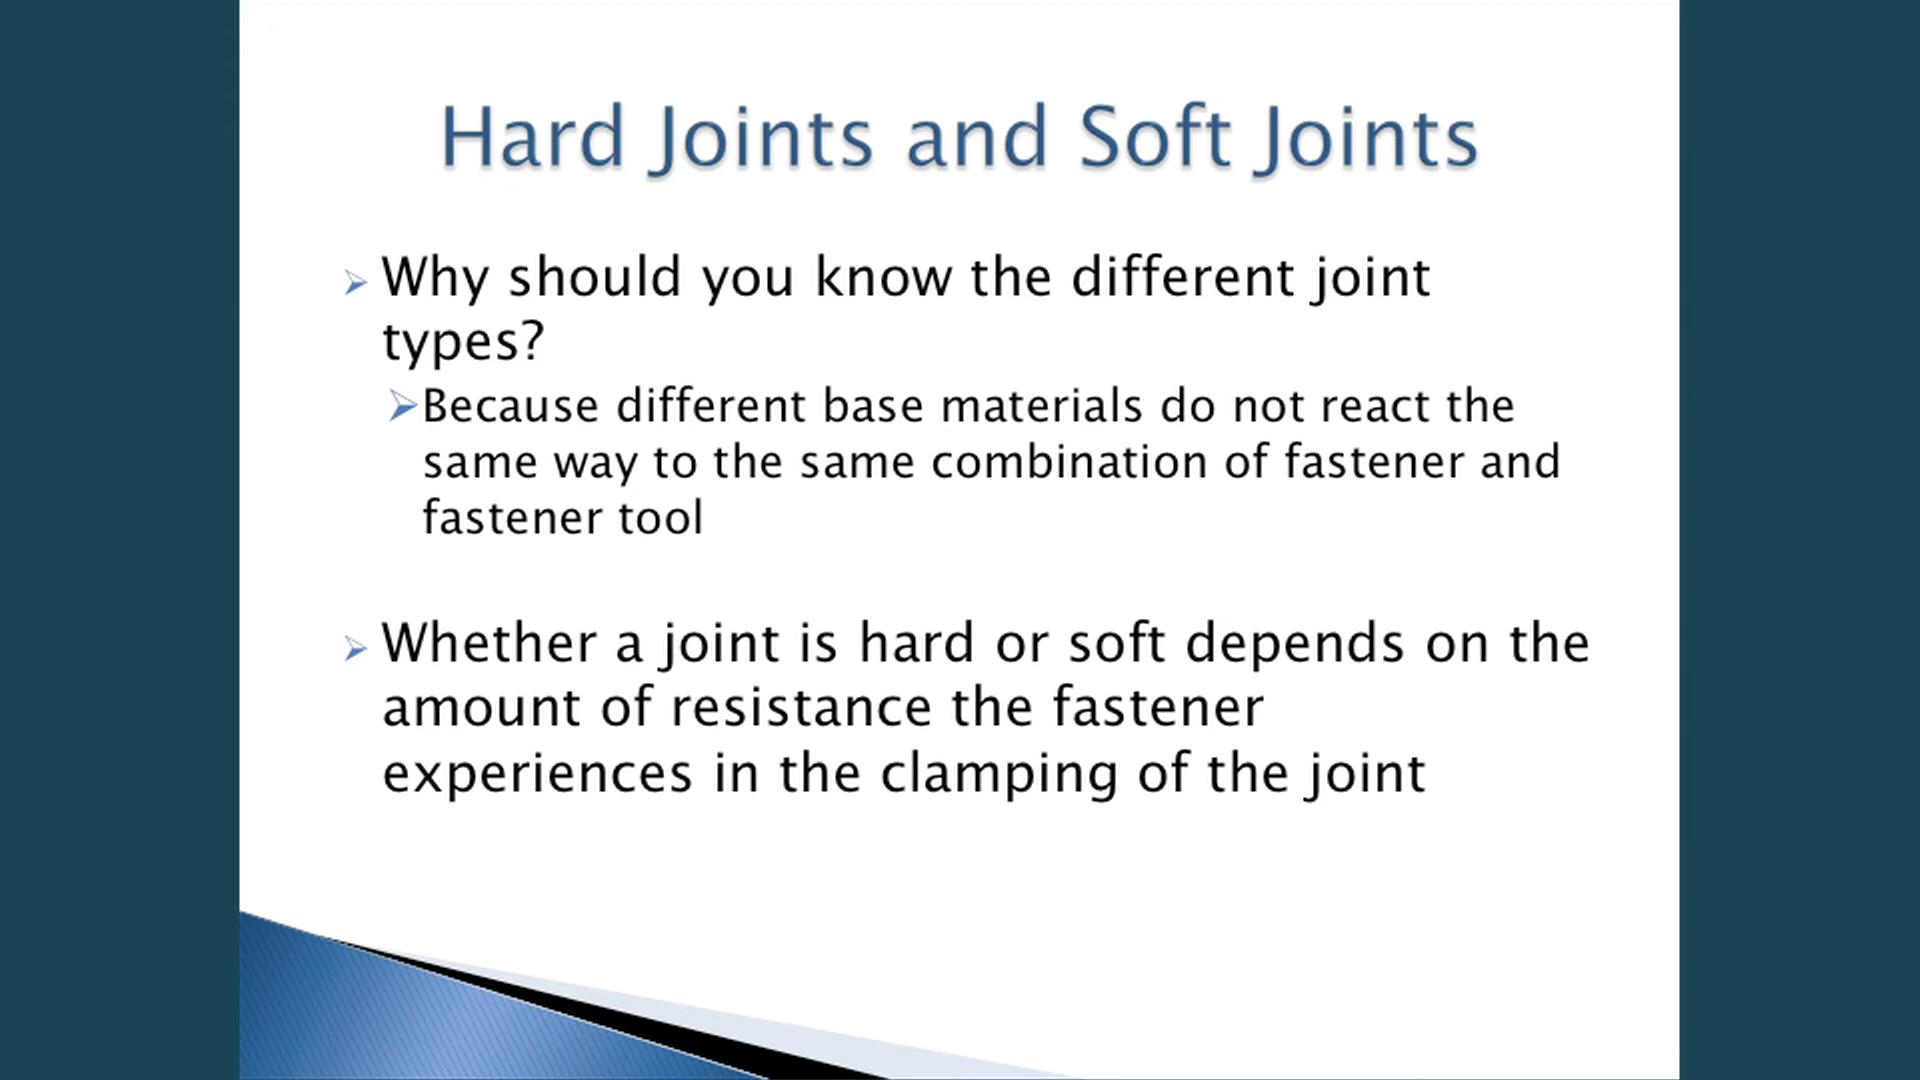 Hard Joints and Soft Joints
Why should you know the different joint
types?
Because different base materials do not react the
same way to the same combination of fastener and
fastener tool
Whether a joint is hard or soft depends on the
amount of resistance the fastener
experiences in the clamping of the joint